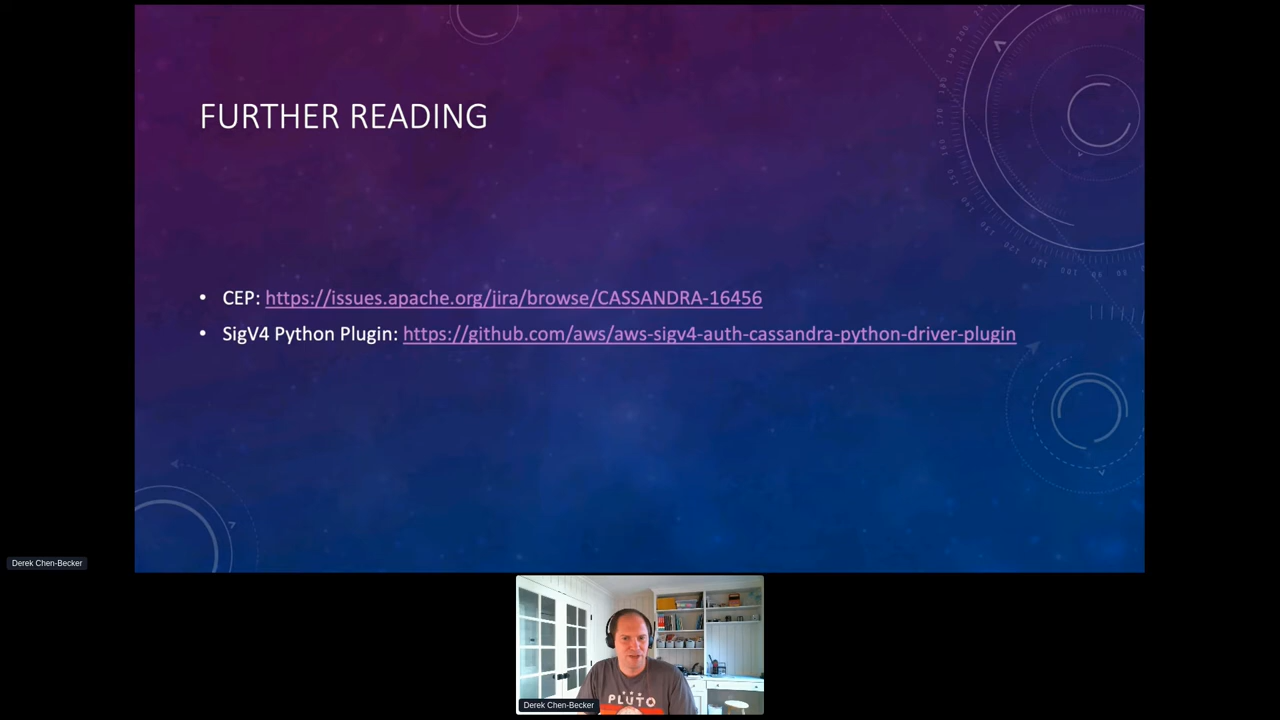 FURTHER READING
• CEP: https://issues.apache.org/jira/browse/CASSANDRA-16456
• SigV4 Python Plugin: https://github.com/aws/aws-sigv4-auth-cassandra-python-driver-plugin
Derek Chen-Becker
PLUTO
Derek Chen-Becker